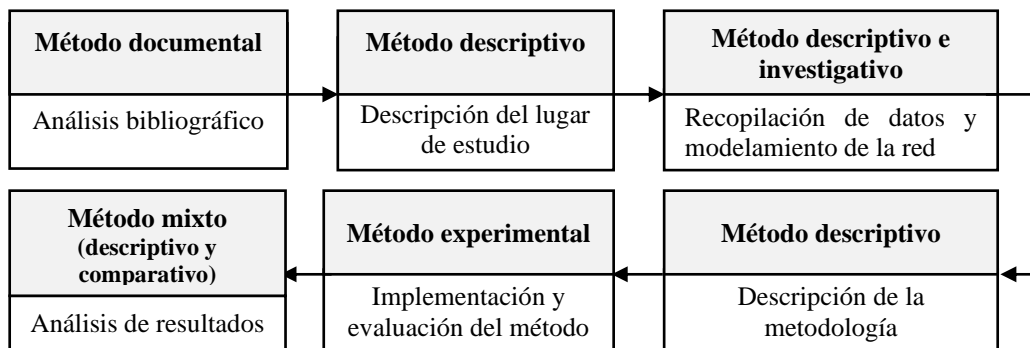 Método documental
Análisis bibliográfico
Método descriptivo
Descripción del lugar
de estudio
Método descriptivo e
investigativo
Recopilación de datos y
modelamiento de la red
Método descriptivo
Descripción de la
metodología
Método experimental
Implementación y
evaluación del método
Método mixto
(descriptivo y
comparativo)
Análisis de resultados